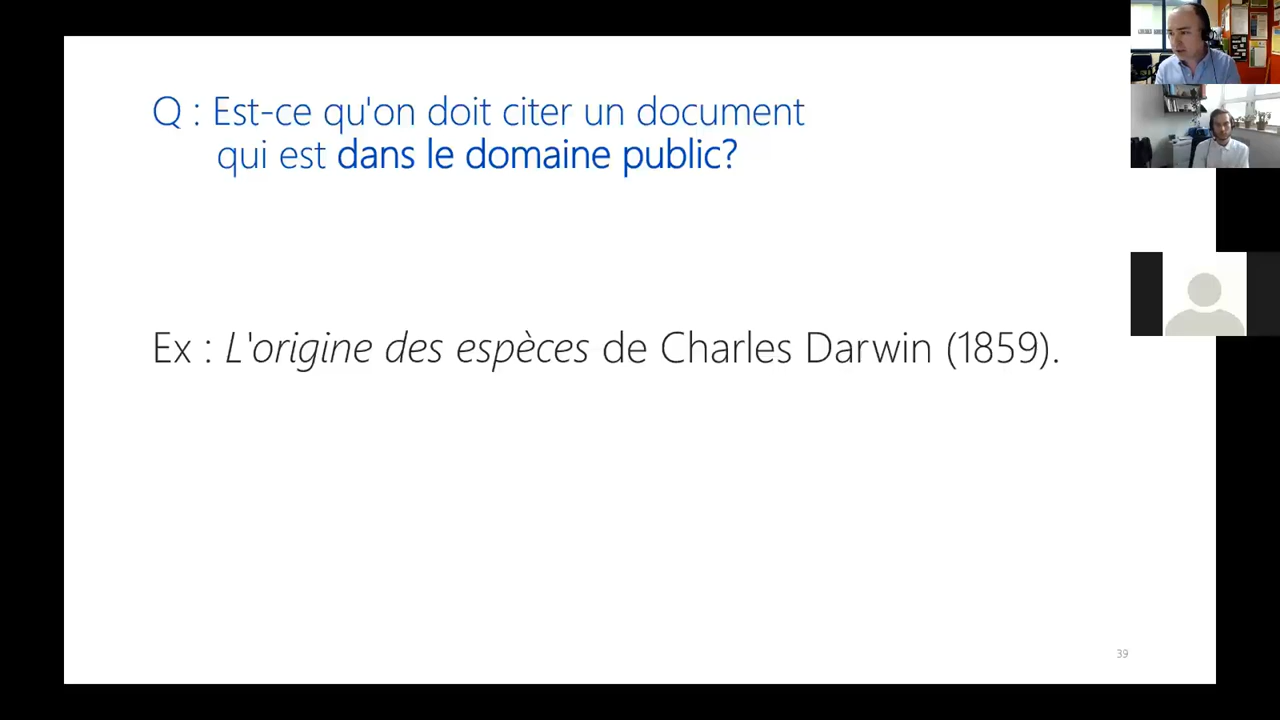 Q : Est-ce qu'on doit citer un document
qui est dans le domaine public?
Ex : L'origine des espèces de Charles Darwin (1859).
39